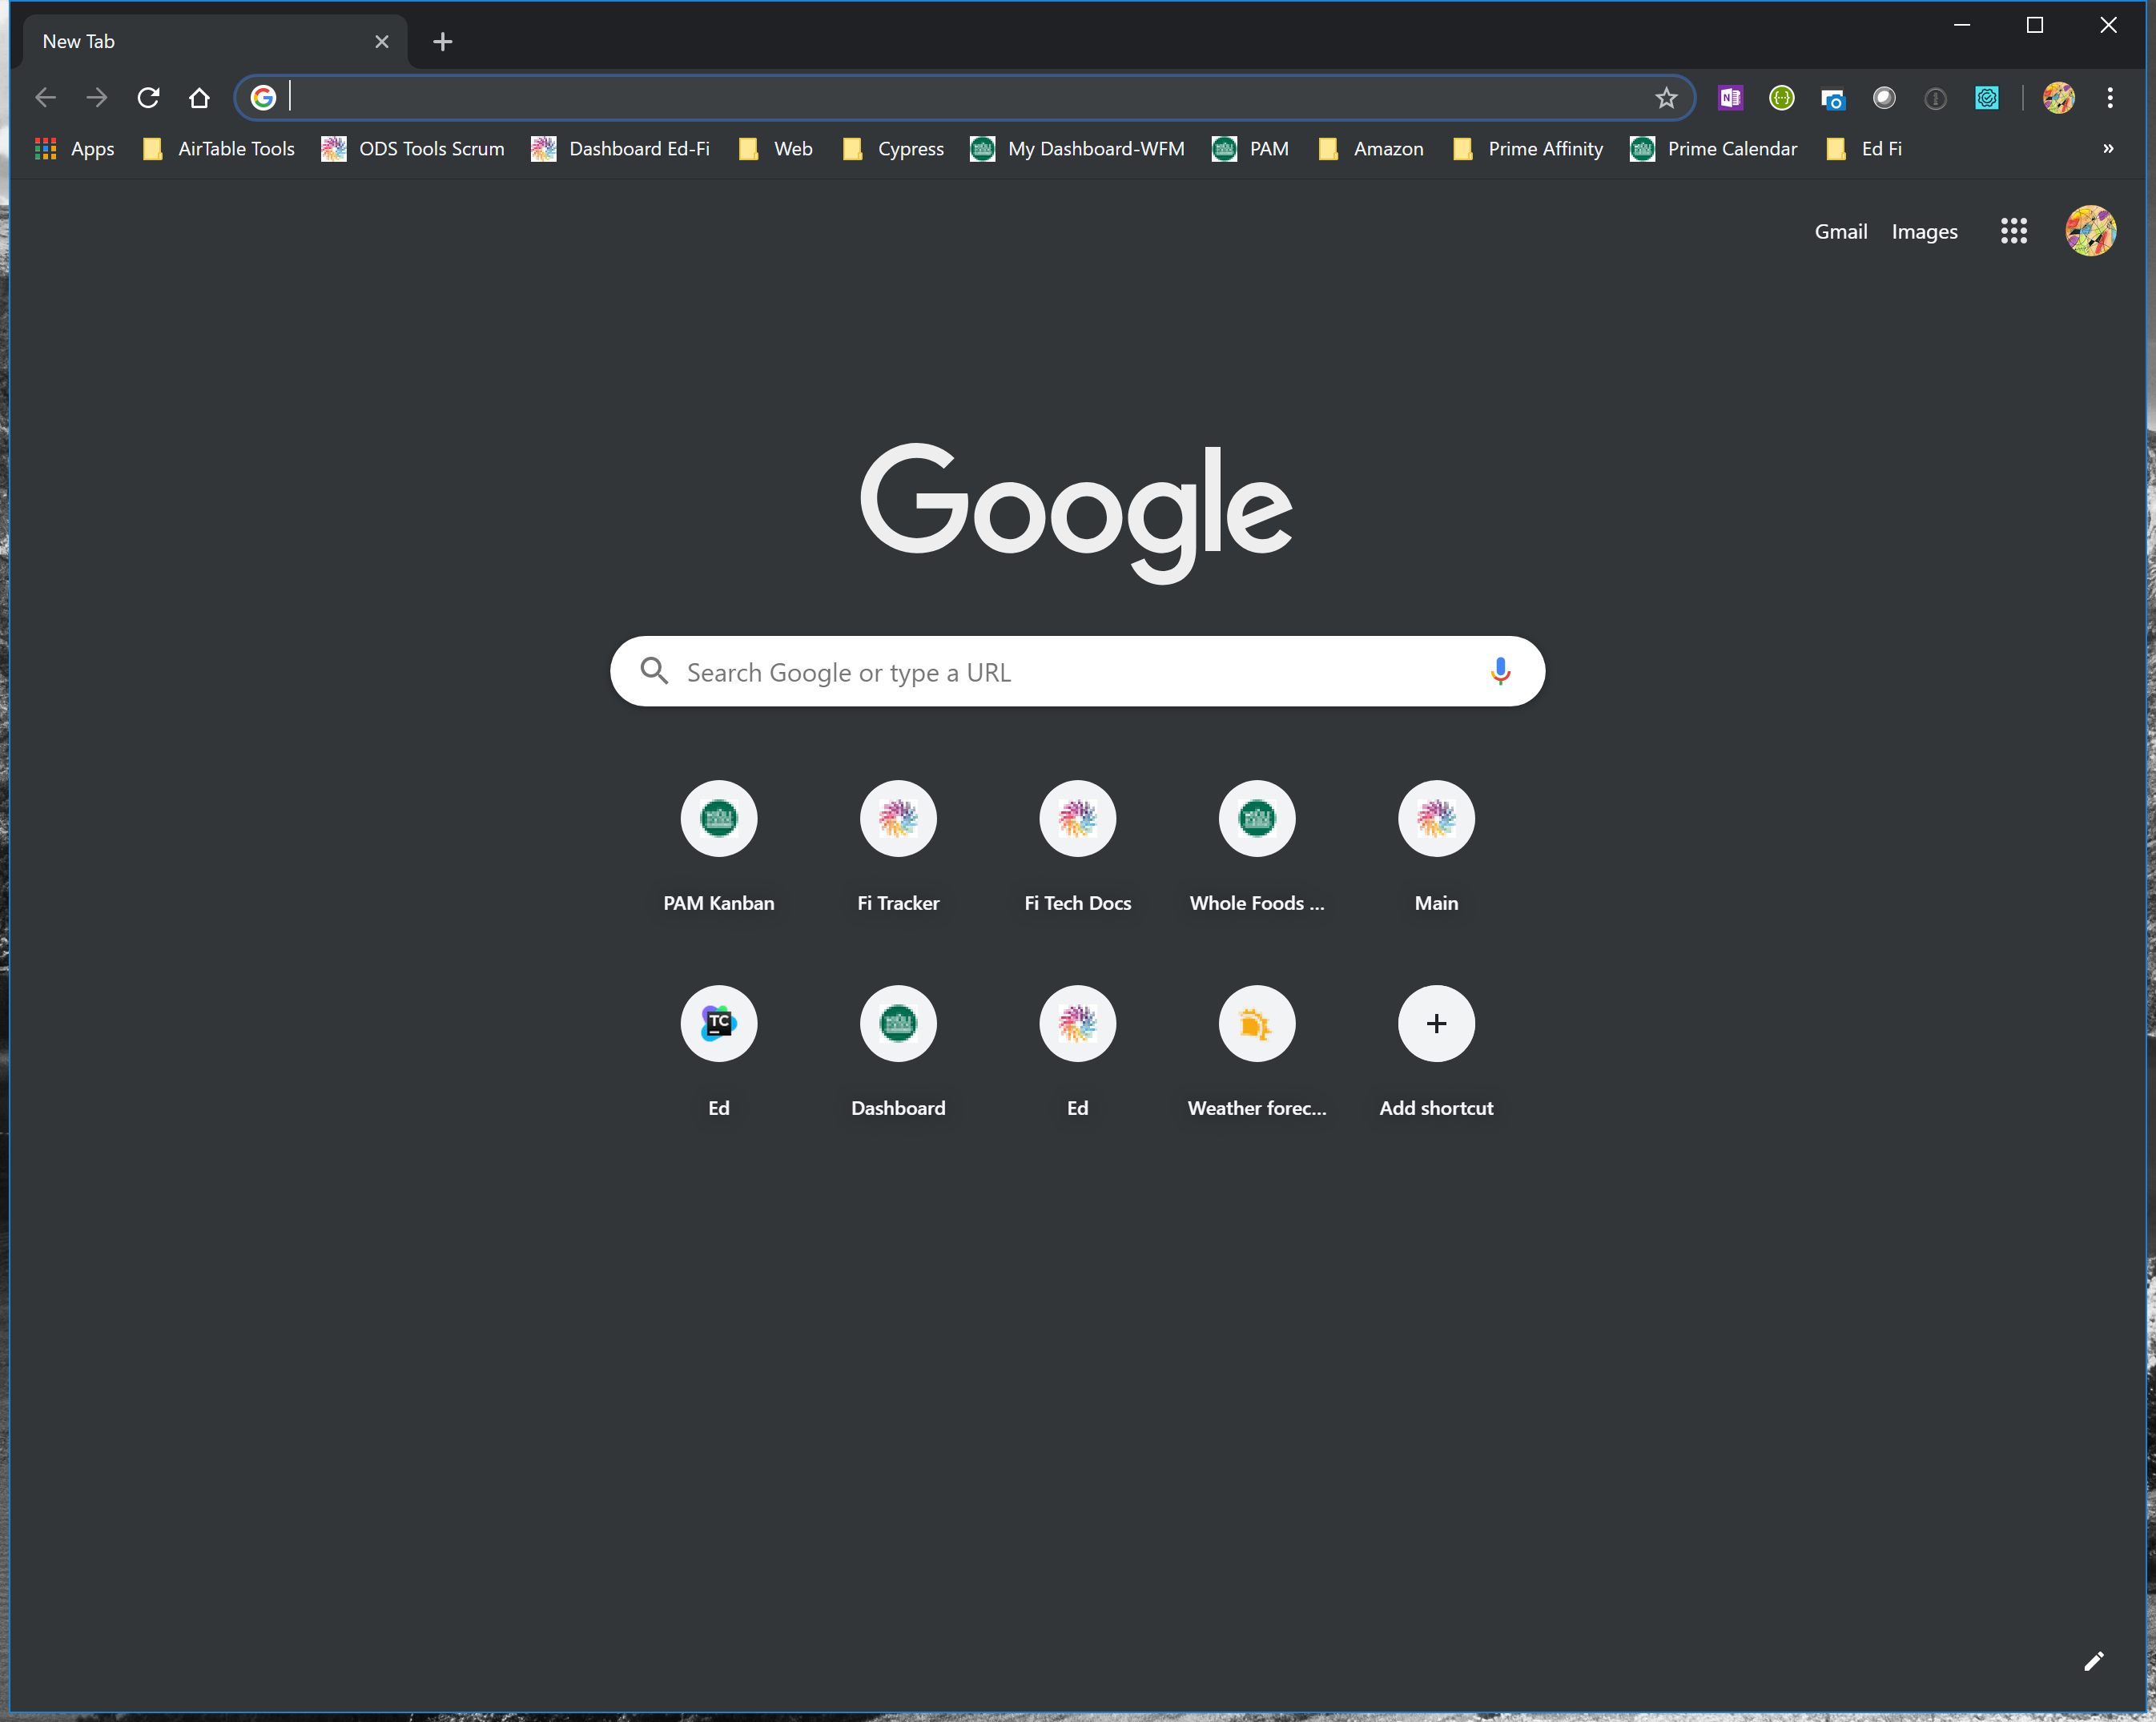 New Tab
Apps AirTable Tools ODS Tools Scrum Dashboard Ed-Fi Web Cypress My Dashboard-WFM PAM Amazon Prime Affinity Prime Calendar Ed Fi »
Gmail Images
Google
Search Google or type a URL
PAM Kanban Fi Tracker Fi Tech Docs Whole Foods ... Main
TC
Ed Dashboard Ed Weather forec... Add shortcut